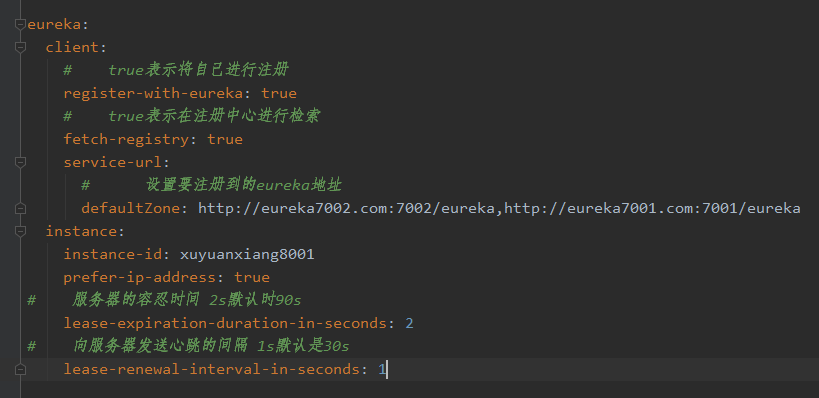 eureka:
  client:
    #    true表示将自己进行注册
    register-with-eureka: true
    #    true表示在注册中心进行检索
    fetch-registry: true
    service-url:
      #      设置要注册到的eureka地址
      defaultZone: http://eureka7002.com:7002/eureka,http://eureka7001.com:7001/eureka
  instance:
    instance-id: xuyuanxiang8001
    prefer-ip-address: true
#    服务器的容忍时间 2s默认时90s
    lease-expiration-duration-in-seconds: 2
#    向服务器发送心跳的间隔 1s默认是30s
    lease-renewal-interval-in-seconds: 1